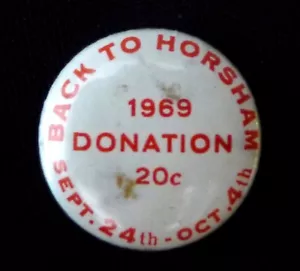 BACK TO HORSHAM
1969
DONATION
20c
SEPT. 24th - OCT. 4th